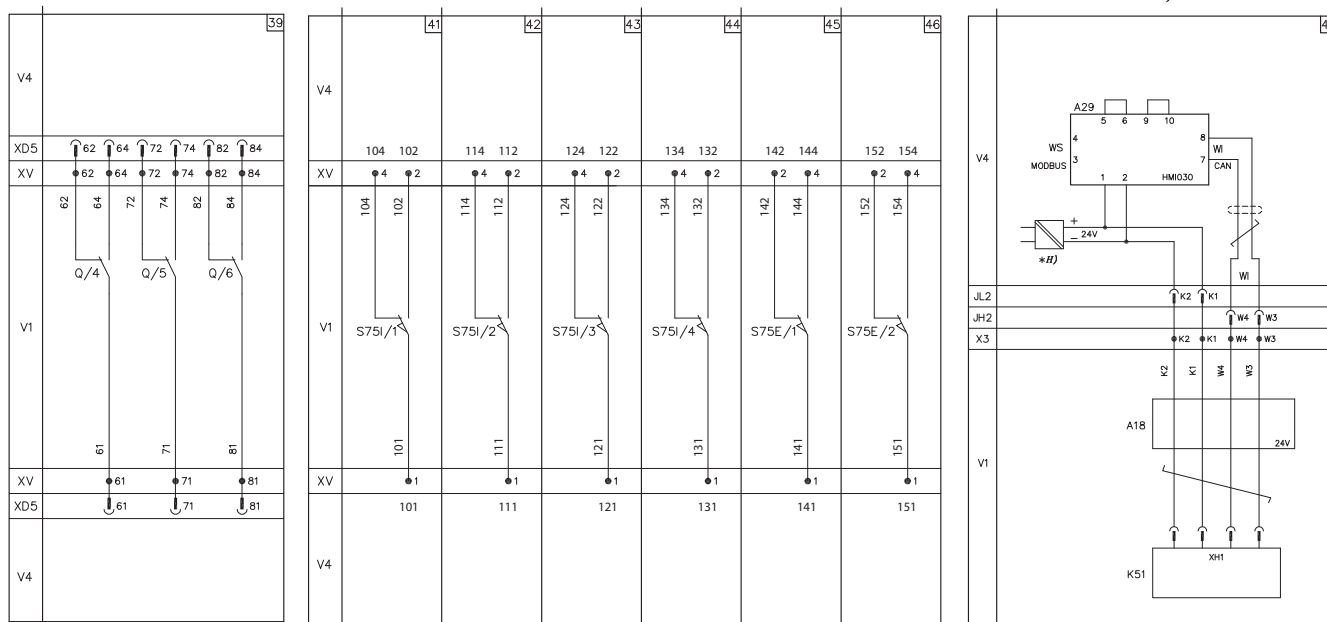 39
V4
XD5 62 64 72 74 82 84
XV 62 64 72 74 82 84
62 64 72 74 82 84
Q/4 Q/5 Q/6
V1
61 71 81
XV 61 71 81
XD5 61 71 81
V4
41 42 43 44 45 46
V4
104 102 114 112 124 122 134 132 142 144 152 154
XV 4 2 4 2 4 2 4 2 2 4 2 4
104 102 114 112 124 122 134 132 142 144 152 154
V1 S75I/1 S75I/2 S75I/3 S75I/4 S75E/1 S75E/2
101 111 121 131 141 151
XV 1 1 1 1 1 1
101 111 121 131 141 151
V4
A29
5 6 9 10
4 8
WS WI
V4
MODBUS 3 7 CAN
1 2 HMI030
+
− 24V
*H)
WI
JL2 K2 K1
JH2 W4 W3
X3 K2 K1 W4 W3
K2 K1 W4 W3
A18
24V
V1
XH1
K51